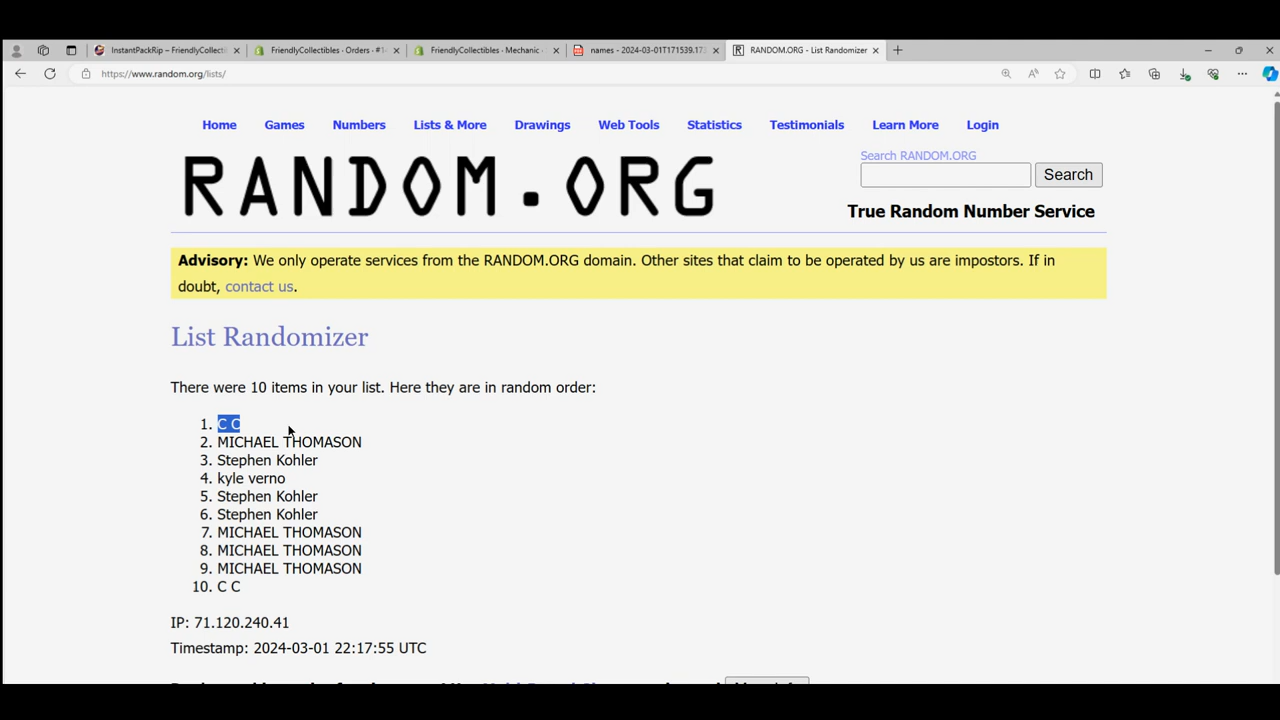 InstantPackRip – FriendlyCollecti
FriendlyCollectibles · Orders · #1
FriendlyCollectibles · Mechanic ·
names - 2024-03-01T171539.17
RANDOM.ORG - List Randomizer
https://www.random.org/lists/
Home Games Numbers Lists & More Drawings Web Tools Statistics Testimonials Learn More Login
RANDOM.ORG
Search RANDOM.ORG
Search
True Random Number Service
Advisory: We only operate services from the RANDOM.ORG domain. Other sites that claim to be operated by us are impostors. If in
doubt, contact us.
List Randomizer
There were 10 items in your list. Here they are in random order:
1. C C
2. MICHAEL THOMASON
3. Stephen Kohler
4. kyle verno
5. Stephen Kohler
6. Stephen Kohler
7. MICHAEL THOMASON
8. MICHAEL THOMASON
9. MICHAEL THOMASON
10. C C
IP: 71.120.240.41
Timestamp: 2024-03-01 22:17:55 UTC